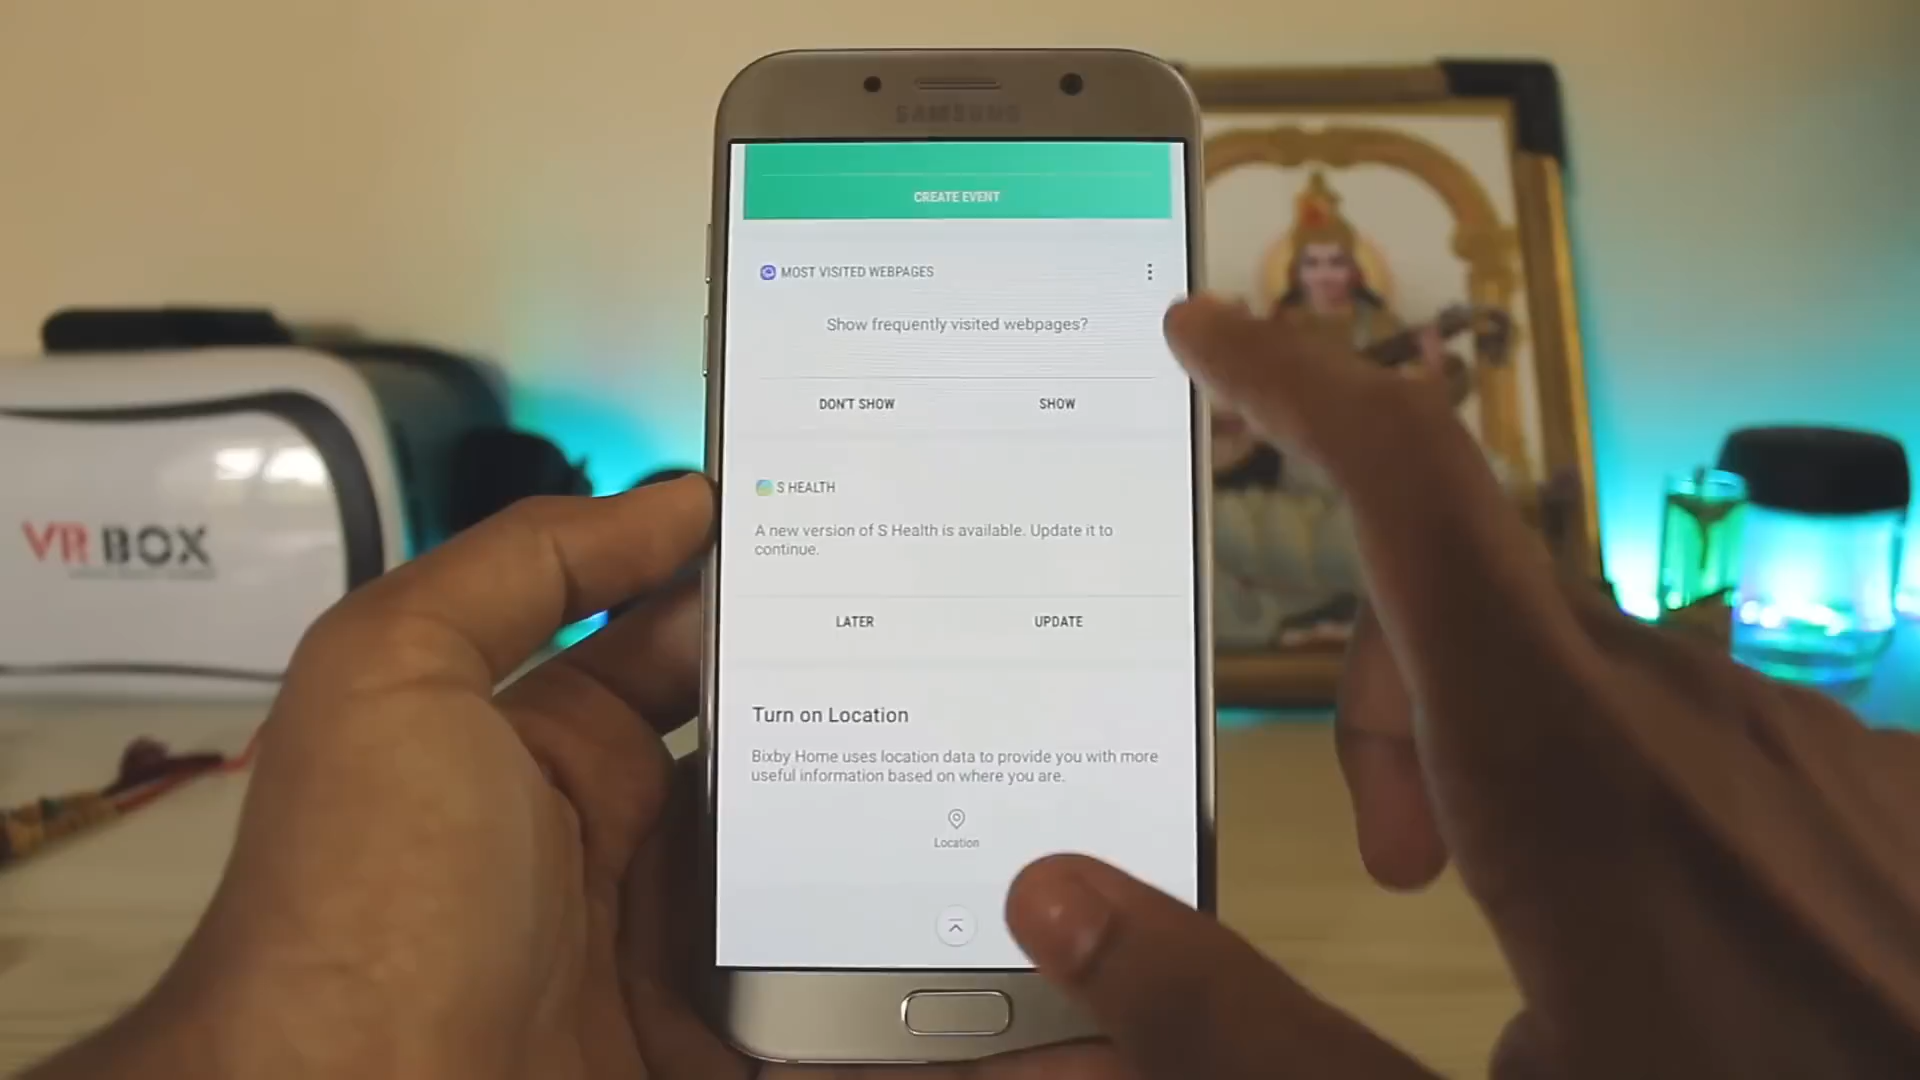 SAMSUNG
CREATE EVENT
MOST VISITED WEBPAGES
Show frequently visited webpages?
DON'T SHOW SHOW
S HEALTH
A new version of S Health is available. Update it to
continue.
LATER UPDATE
Turn on Location
Bixby Home uses location data to provide you with more
useful information based on where you are.
Location
VR BOX